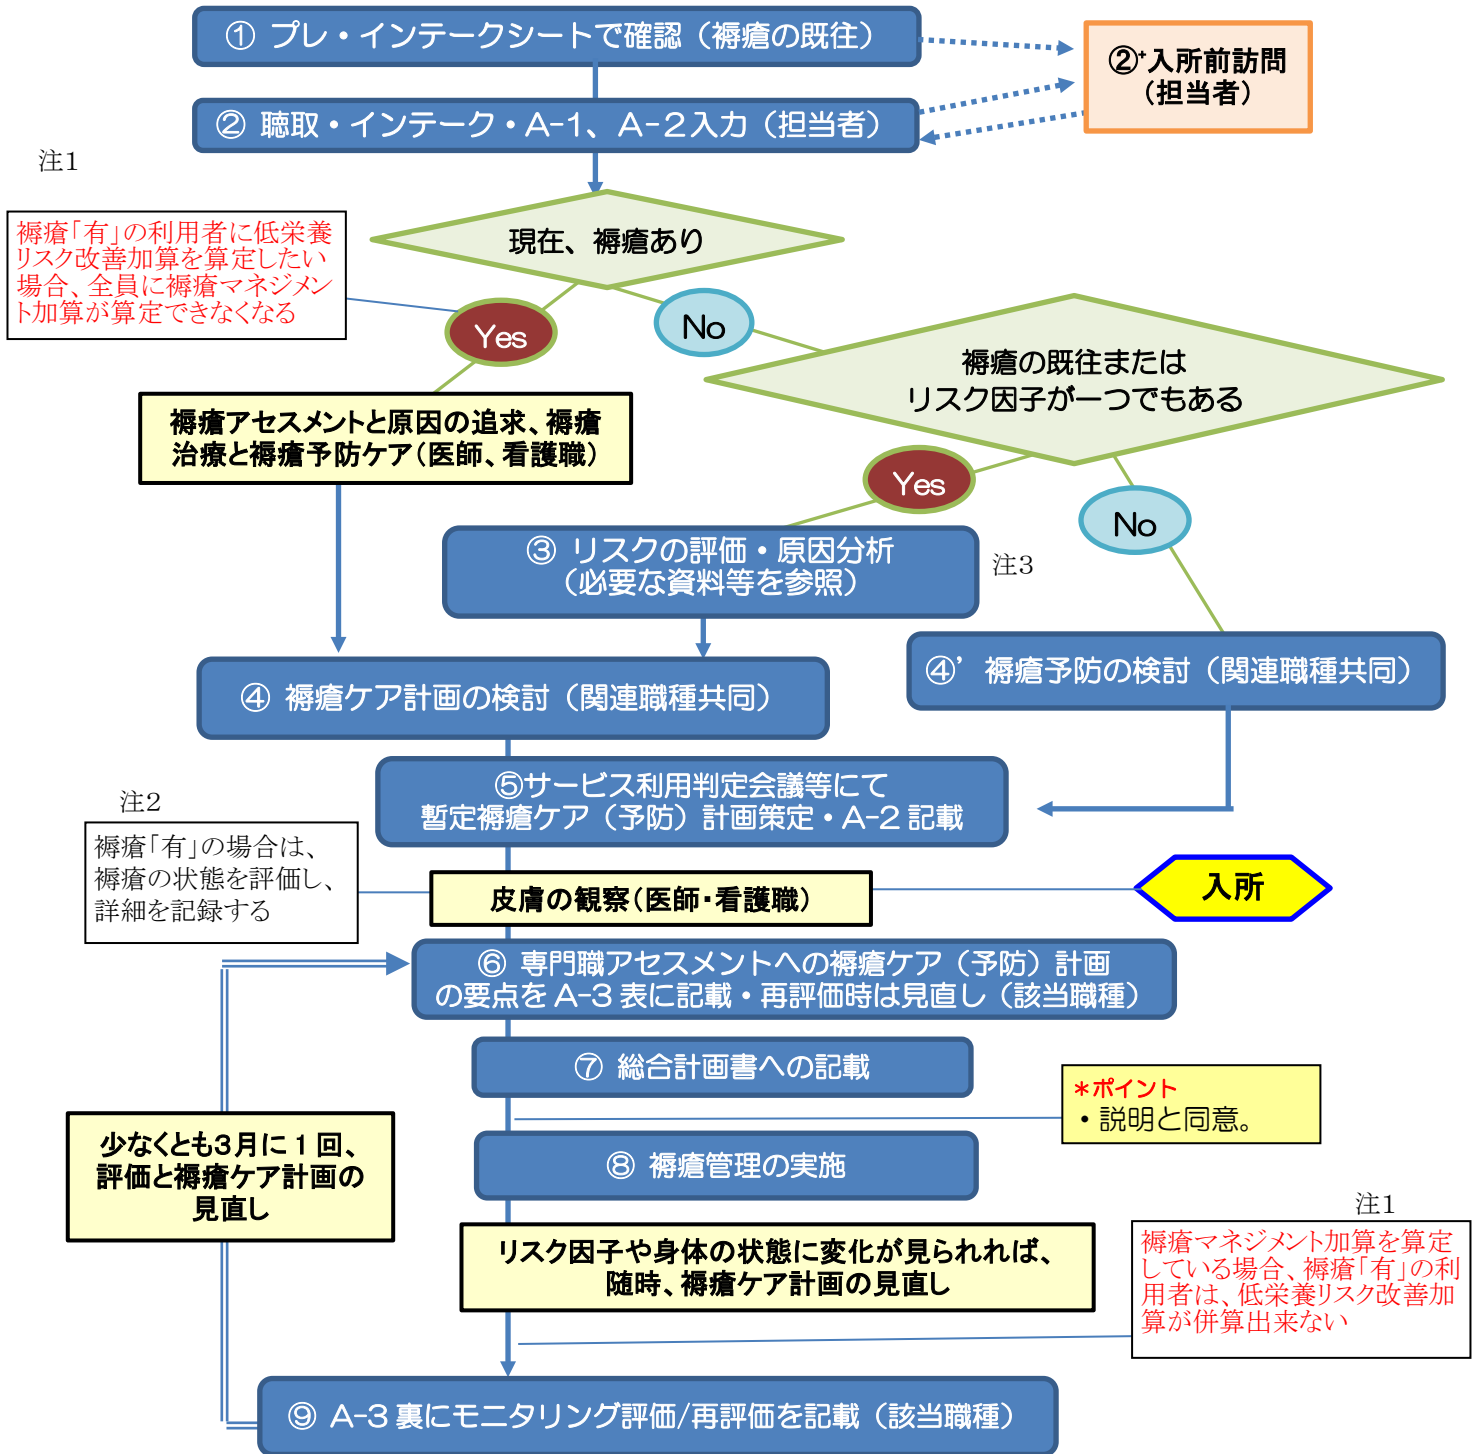 ① プレ・インテークシートで確認（褥瘡の既往）
②⁺入所前訪問
（担当者）
② 聴取・インテーク・A-1、A-2入力（担当者）
注1
褥瘡「有」の利用者に低栄養
リスク改善加算を算定したい
場合、全員に褥瘡マネジメン
ト加算が算定できなくなる
現在、褥瘡あり
Yes
No
褥瘡の既往または
リスク因子が一つでもある
褥瘡アセスメントと原因の追求、褥瘡
治療と褥瘡予防ケア（医師、看護職）
Yes
No
③ リスクの評価・原因分析
（必要な資料等を参照）
注3
④ 褥瘡ケア計画の検討（関連職種共同）
④’ 褥瘡予防の検討（関連職種共同）
⑤サービス利用判定会議等にて
暫定褥瘡ケア（予防）計画策定・A-2 記載
注2
褥瘡「有」の場合は、
褥瘡の状態を評価し、
詳細を記録する
皮膚の観察（医師・看護職）
入所
⑥ 専門職アセスメントへの褥瘡ケア（予防）計画
の要点を A-3 表に記載・再評価時は見直し（該当職種）
⑦ 総合計画書への記載
＊ポイント
・説明と同意。
少なくとも3月に 1 回、
評価と褥瘡ケア計画の
見直し
⑧ 褥瘡管理の実施
リスク因子や身体の状態に変化が見られれば、
随時、褥瘡ケア計画の見直し
注1
褥瘡マネジメント加算を算定
している場合、褥瘡「有」の利
用者は、低栄養リスク改善加
算が併算出来ない
⑨ A-3 裏にモニタリング評価/再評価を記載（該当職種）